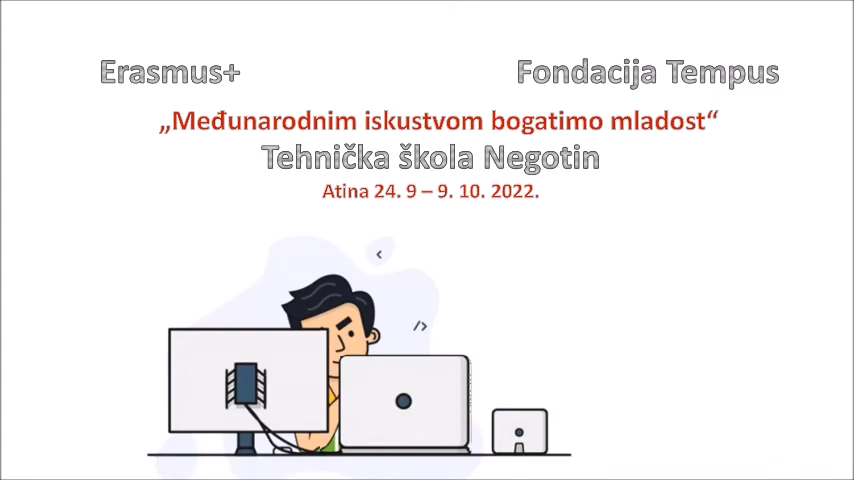 Erasmus+ Fondacija Tempus
„Međunarodnim iskustvom bogatimo mladost“
Tehnička škola Negotin
Atina 24. 9 – 9. 10. 2022.
<
/>